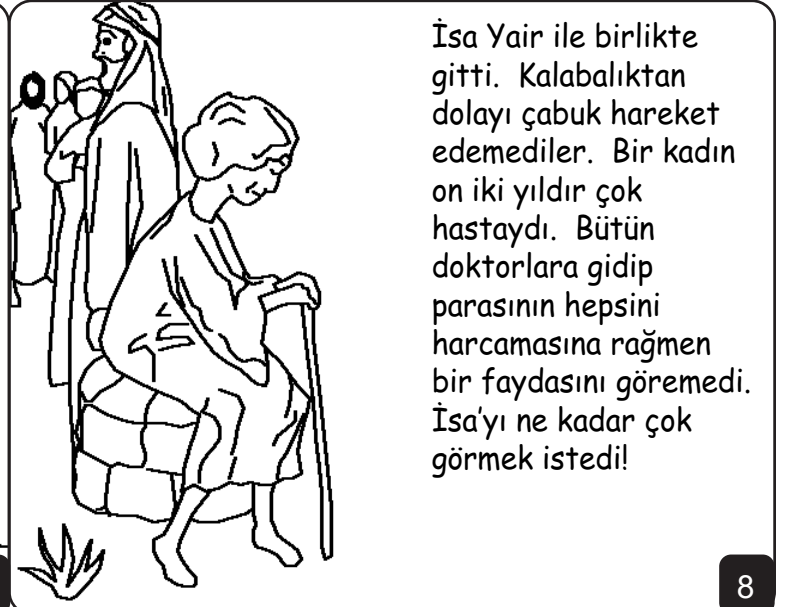 İsa Yair ile birlikte
gitti.  Kalabalıktan
dolayı çabuk hareket
edemediler.  Bir kadın
on iki yıldır çok
hastaydı.  Bütün
doktorlara gidip
parasının hepsini
harcamasına rağmen
bir faydasını göremedi.
İsa’yı ne kadar çok
görmek istedi!
8